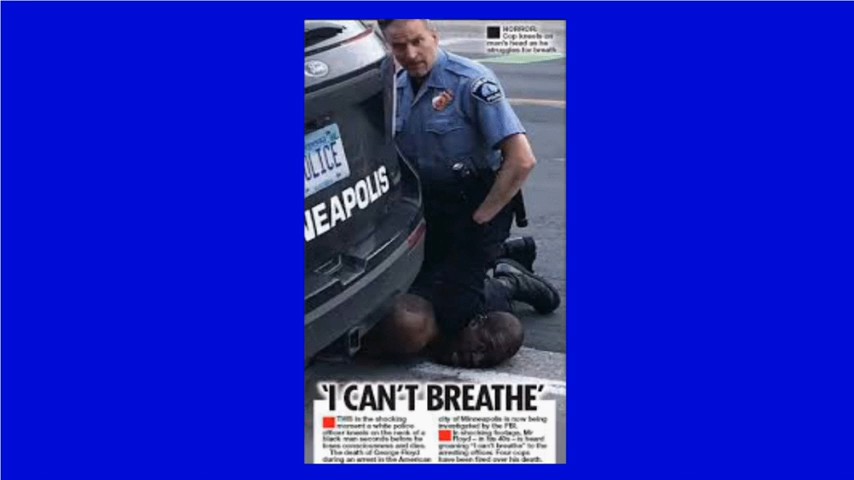 HORROR:
Cop kneels on
man's head as he
struggles for breath
OLICE
NEAPOLIS
POLICE
'I CAN'T BREATHE'
THIS is the shocking
moment a white police
officer kneels on the neck of a
black man seconds before he
loses consciousness and dies.
The death of George Floyd
during an arrest in the American
city of Minneapolis is now being
investigated by the FBI.
In shocking footage, Mr
Floyd – in his 40s – is heard
groaning "I can't breathe" to the
arresting officer. Four cops
have been fired over his death.